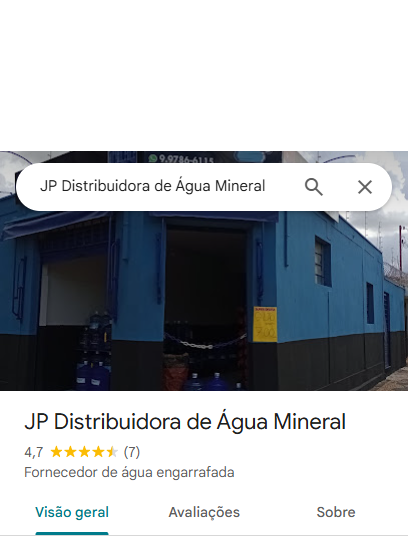 9.9786-6115
JP Distribuidora de Água Mineral
JP Distribuidora de Água Mineral
4,7 (7)
Fornecedor de água engarrafada
Visão geral Avaliações Sobre